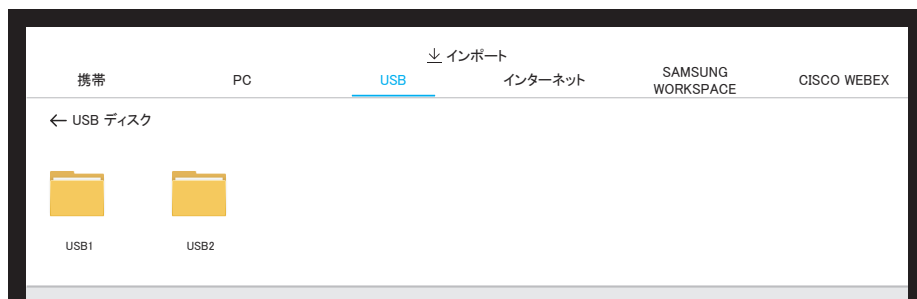 インポート
携帯
PC
USB
インターネット
SAMSUNG
WORKSPACE
CISCO WEBEX
USB ディスク
USB1
USB2